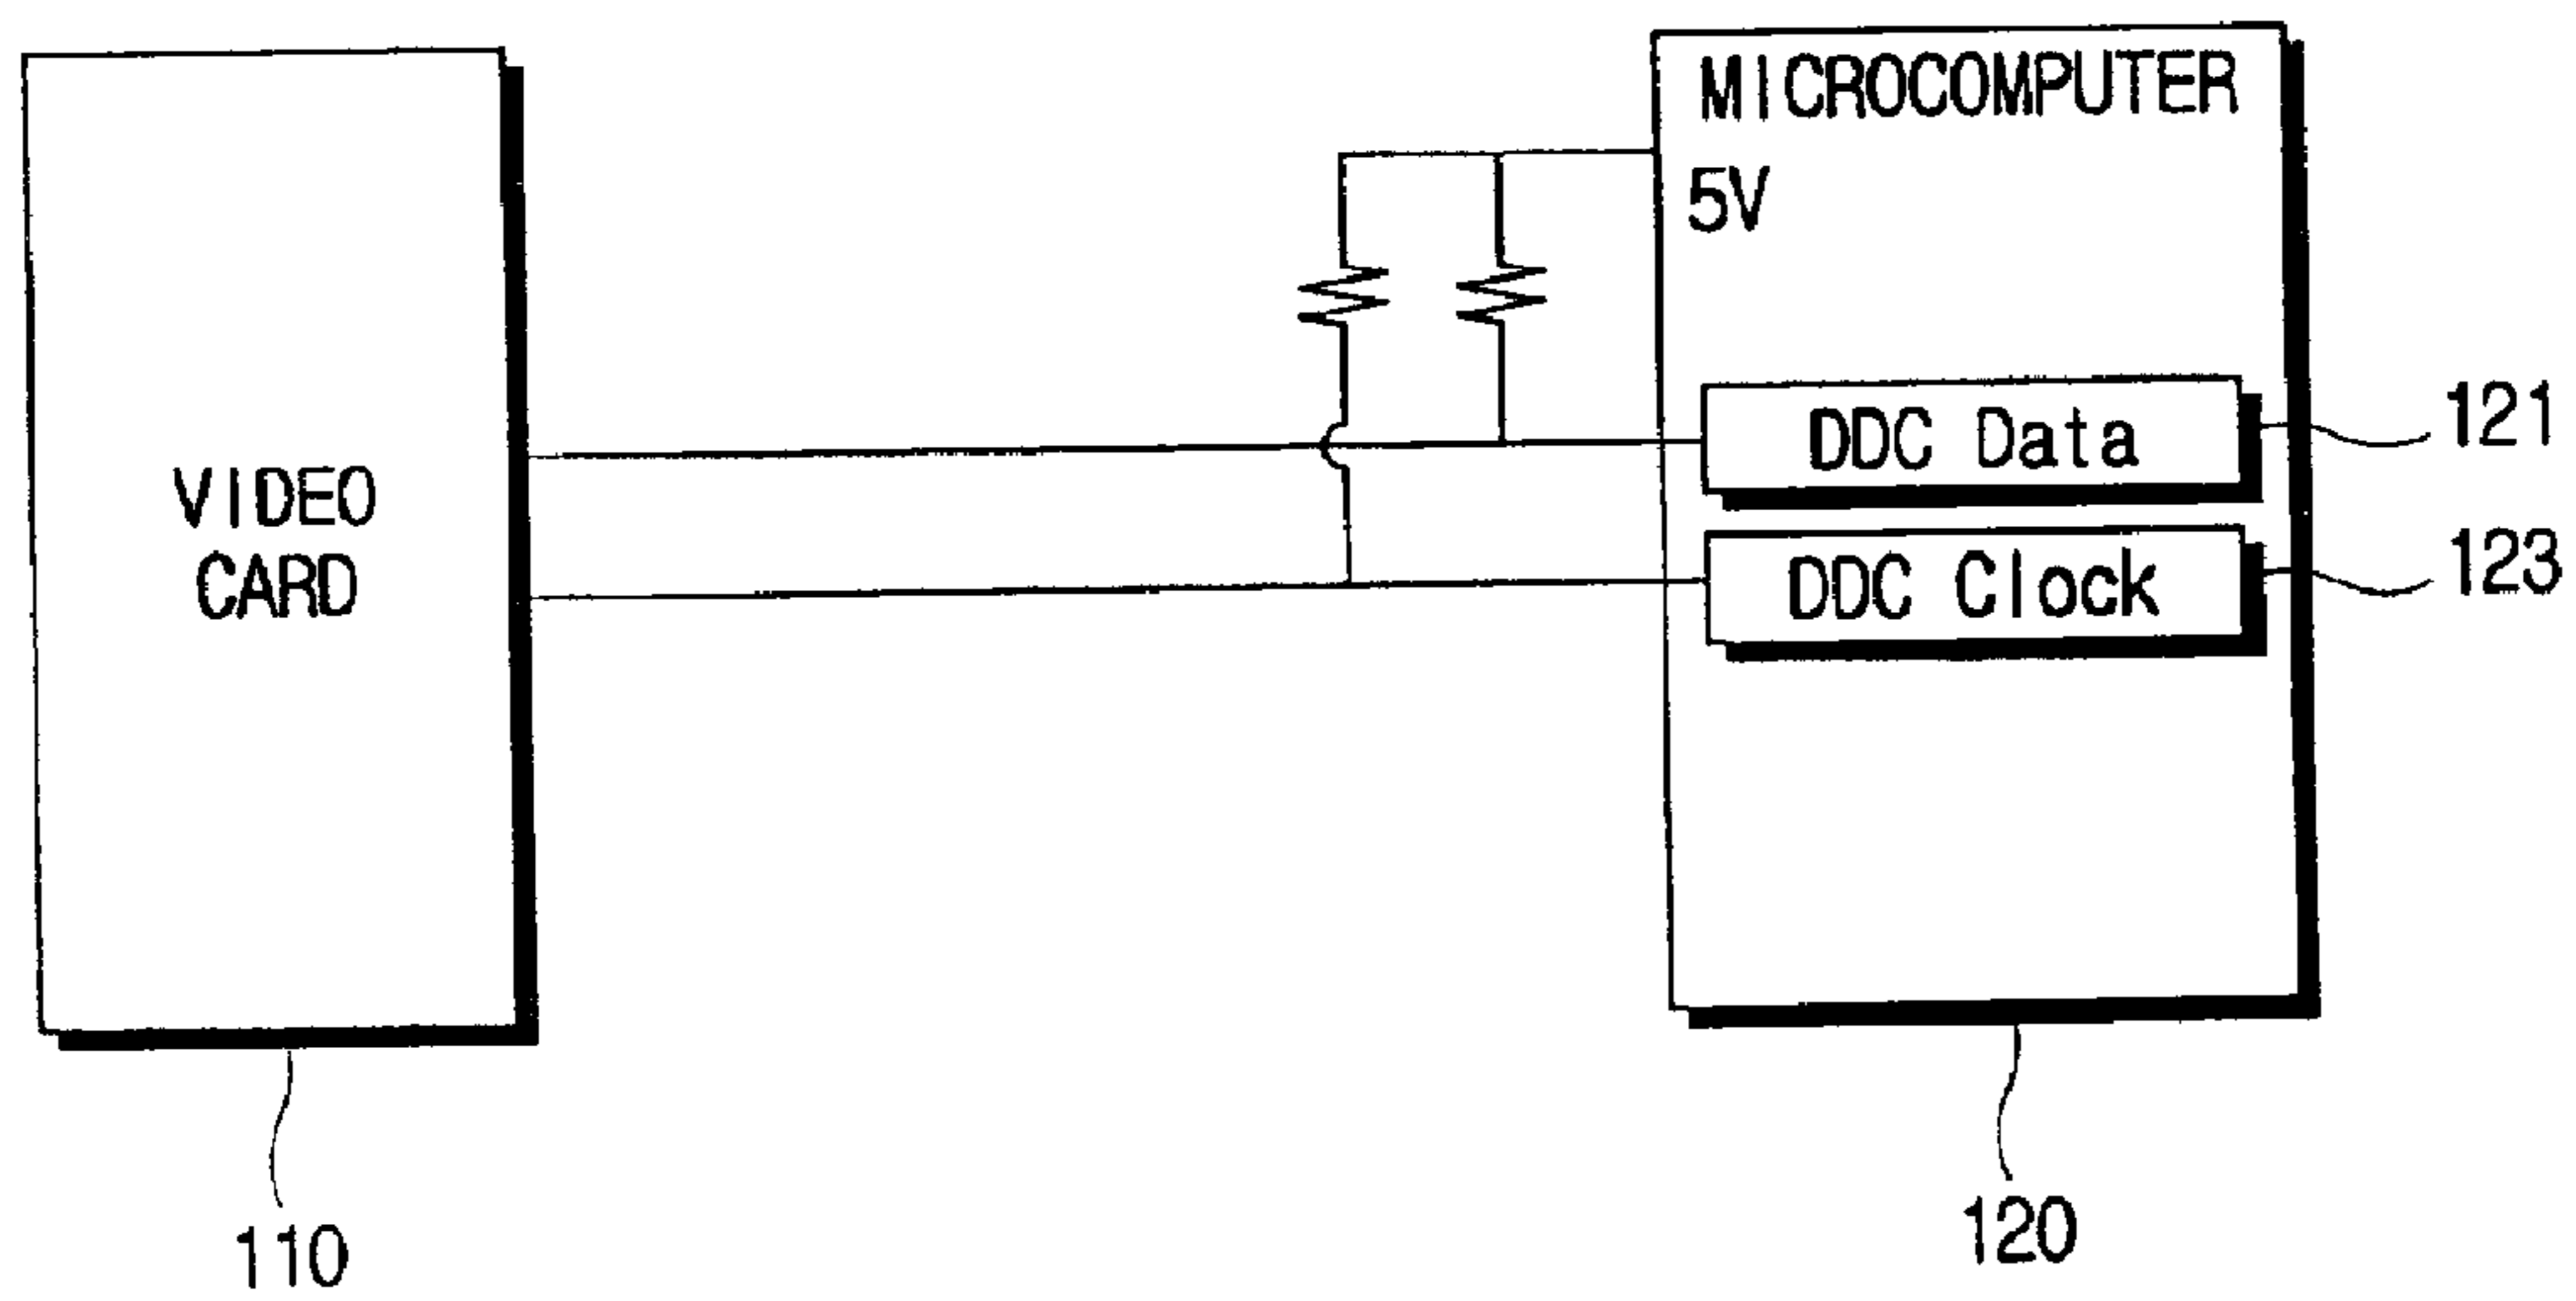 MICROCOMPUTER
5V
DDC Data
121
VIDEO
CARD
DDC Clock
123
110
120